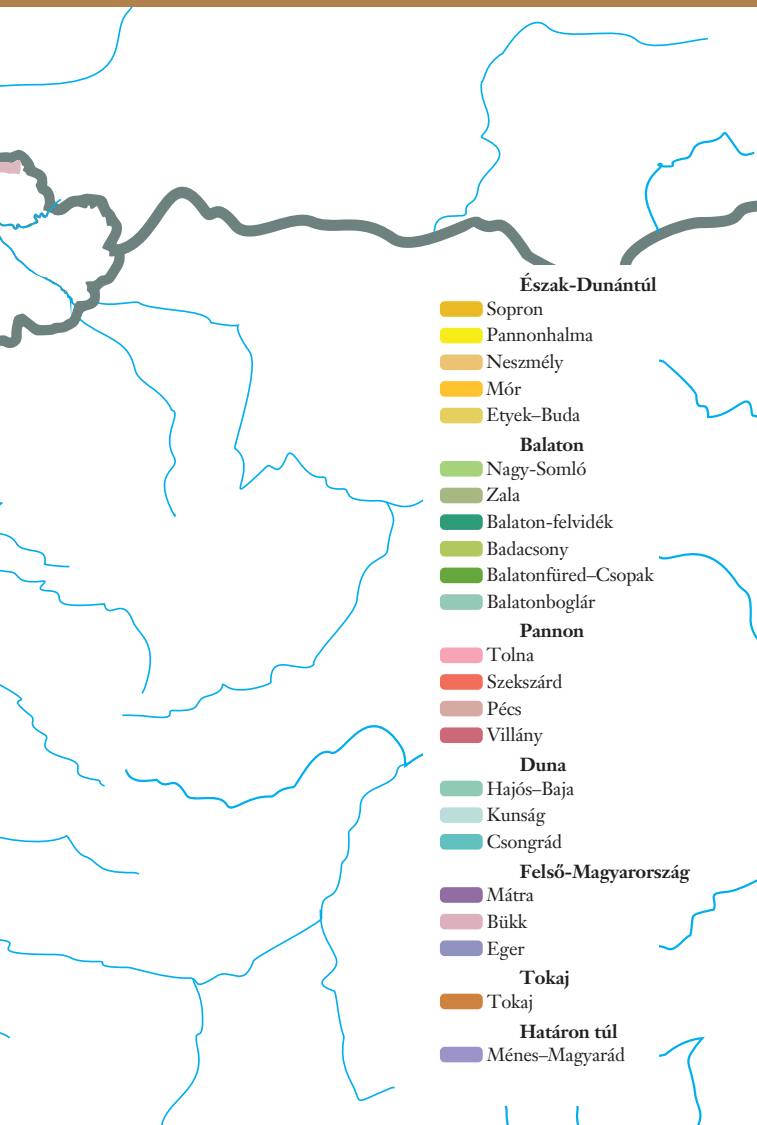 Észak-Dunántúl
Sopron
Pannonhalma
Neszmély
Mór
Etyek–Buda
Balaton
Nagy-Somló
Zala
Balaton-felvidék
Badacsony
Balatonfüred–Csopak
Balatonboglár
Pannon
Tolna
Szekszárd
Pécs
Villány
Duna
Hajós–Baja
Kunság
Csongrád
Felső-Magyarország
Mátra
Bükk
Eger
Tokaj
Tokaj
Határon túl
Ménes–Magyarád